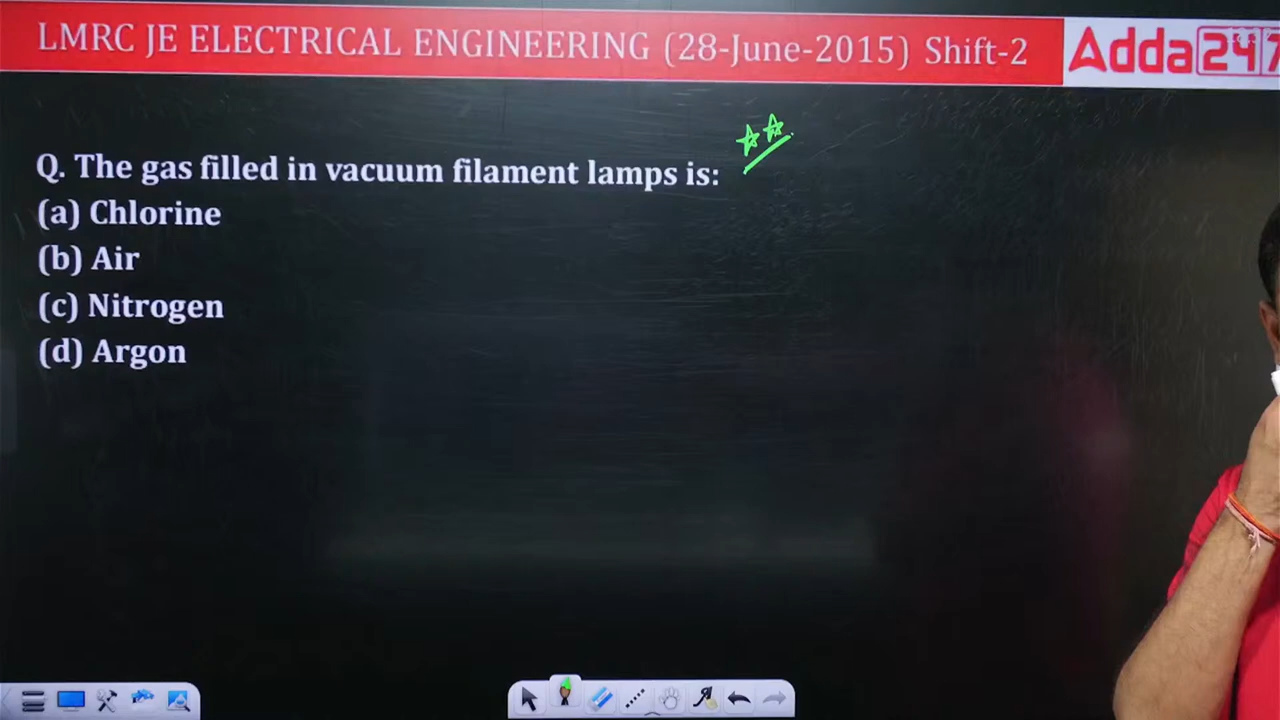 LMRC JE ELECTRICAL ENGINEERING (28-June-2015) Shift-2
Adda247
Q. The gas filled in vacuum filament lamps is:
(a) Chlorine
(b) Air
(c) Nitrogen
(d) Argon